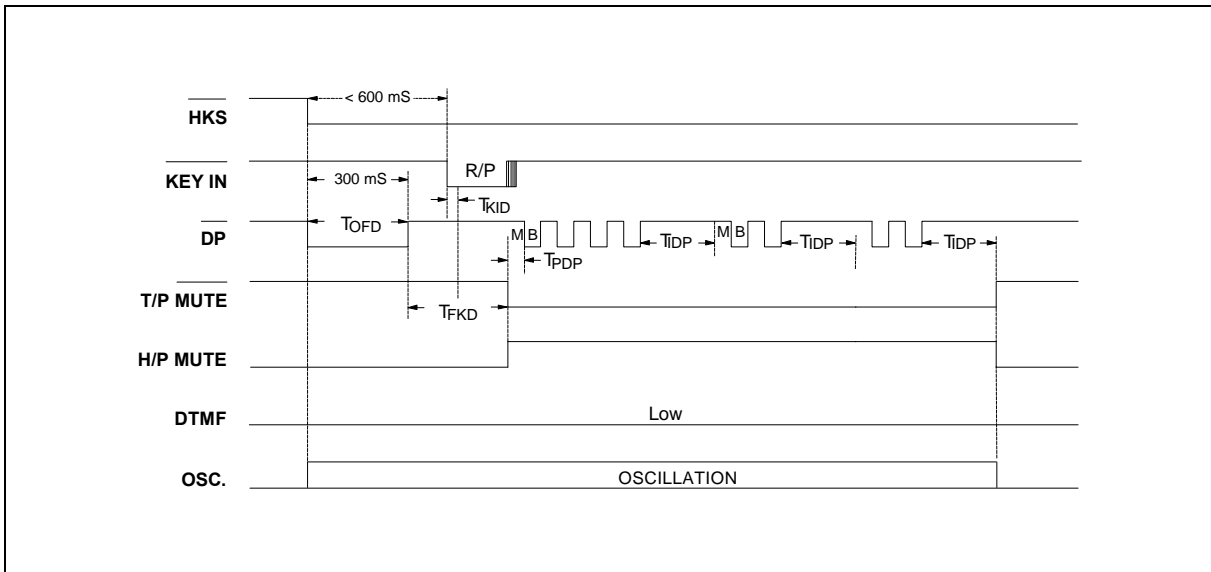 < 600 mS
HKS
KEY IN
R/P
300 mS
TKID
DP
TOFD
M B
TIDP
M B
TIDP
TIDP
TPDP
T/P MUTE
TFKD
H/P MUTE
DTMF
Low
OSC.
OSCILLATION